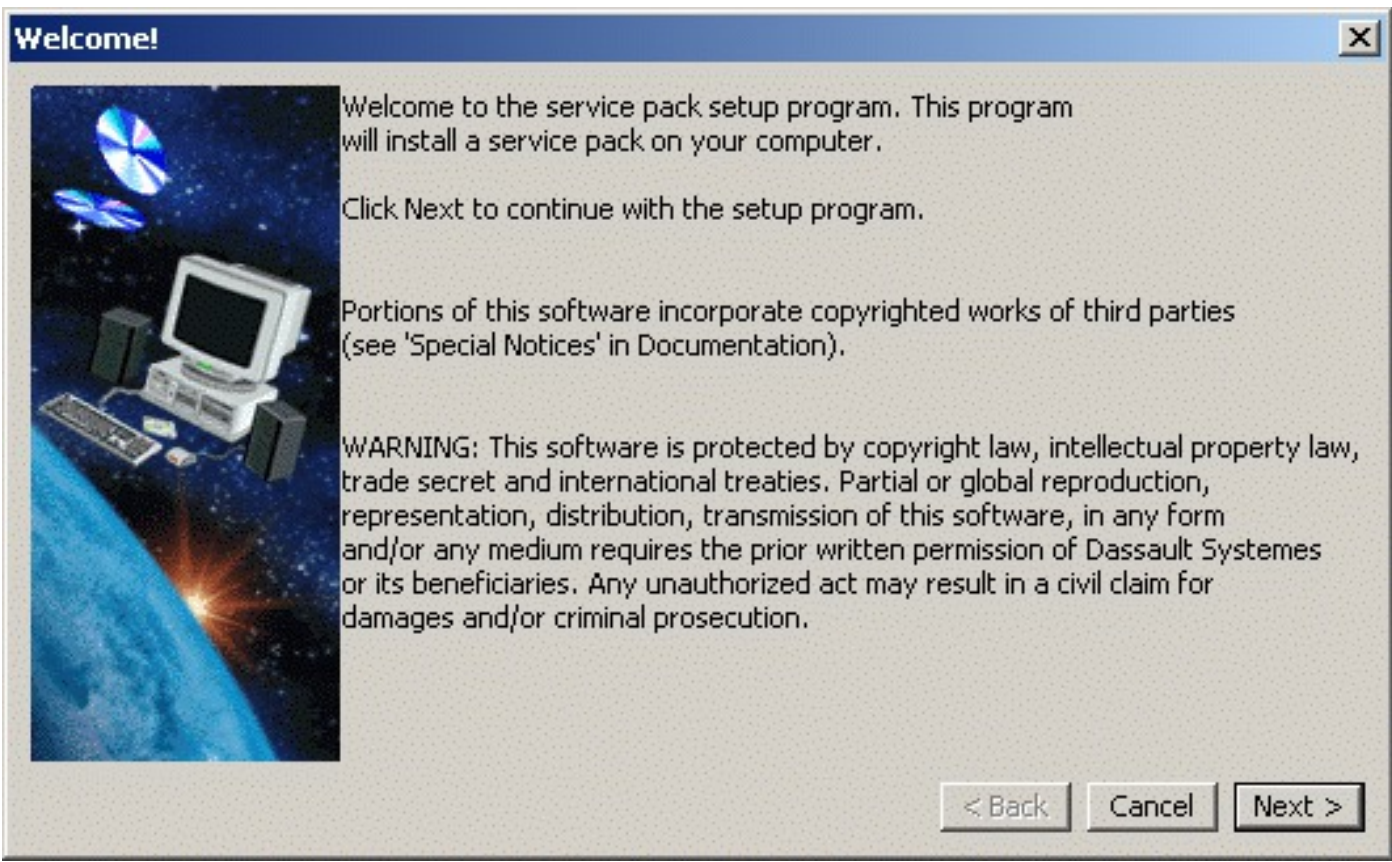 Welcome!
Welcome to the service pack setup program. This program
will install a service pack on your computer.
Click Next to continue with the setup program.
Portions of this software incorporate copyrighted works of third parties
(see 'Special Notices' in Documentation).
WARNING: This software is protected by copyright law, intellectual property law,
trade secret and international treaties. Partial or global reproduction,
representation, distribution, transmission of this software, in any form
and/or any medium requires the prior written permission of Dassault Systemes
or its beneficiaries. Any unauthorized act may result in a civil claim for
damages and/or criminal prosecution.
< Back Cancel Next >